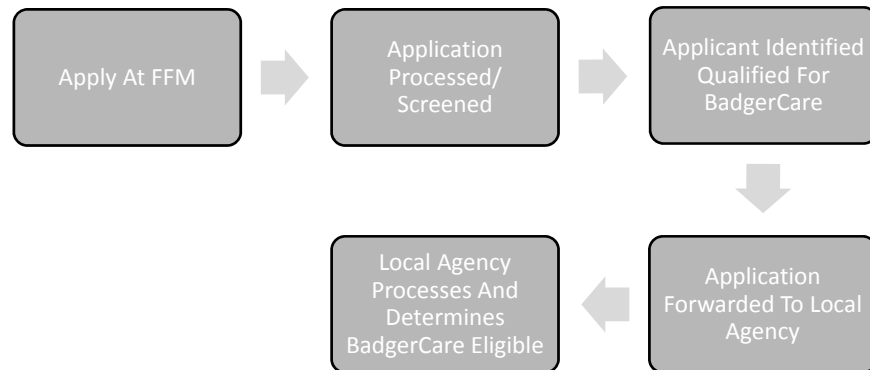 Apply At FFM
Application
Processed/
Screened
Applicant Identified
Qualified For
BadgerCare
Application
Forwarded To Local
Agency
Local Agency
Processes And
Determines
BadgerCare Eligible